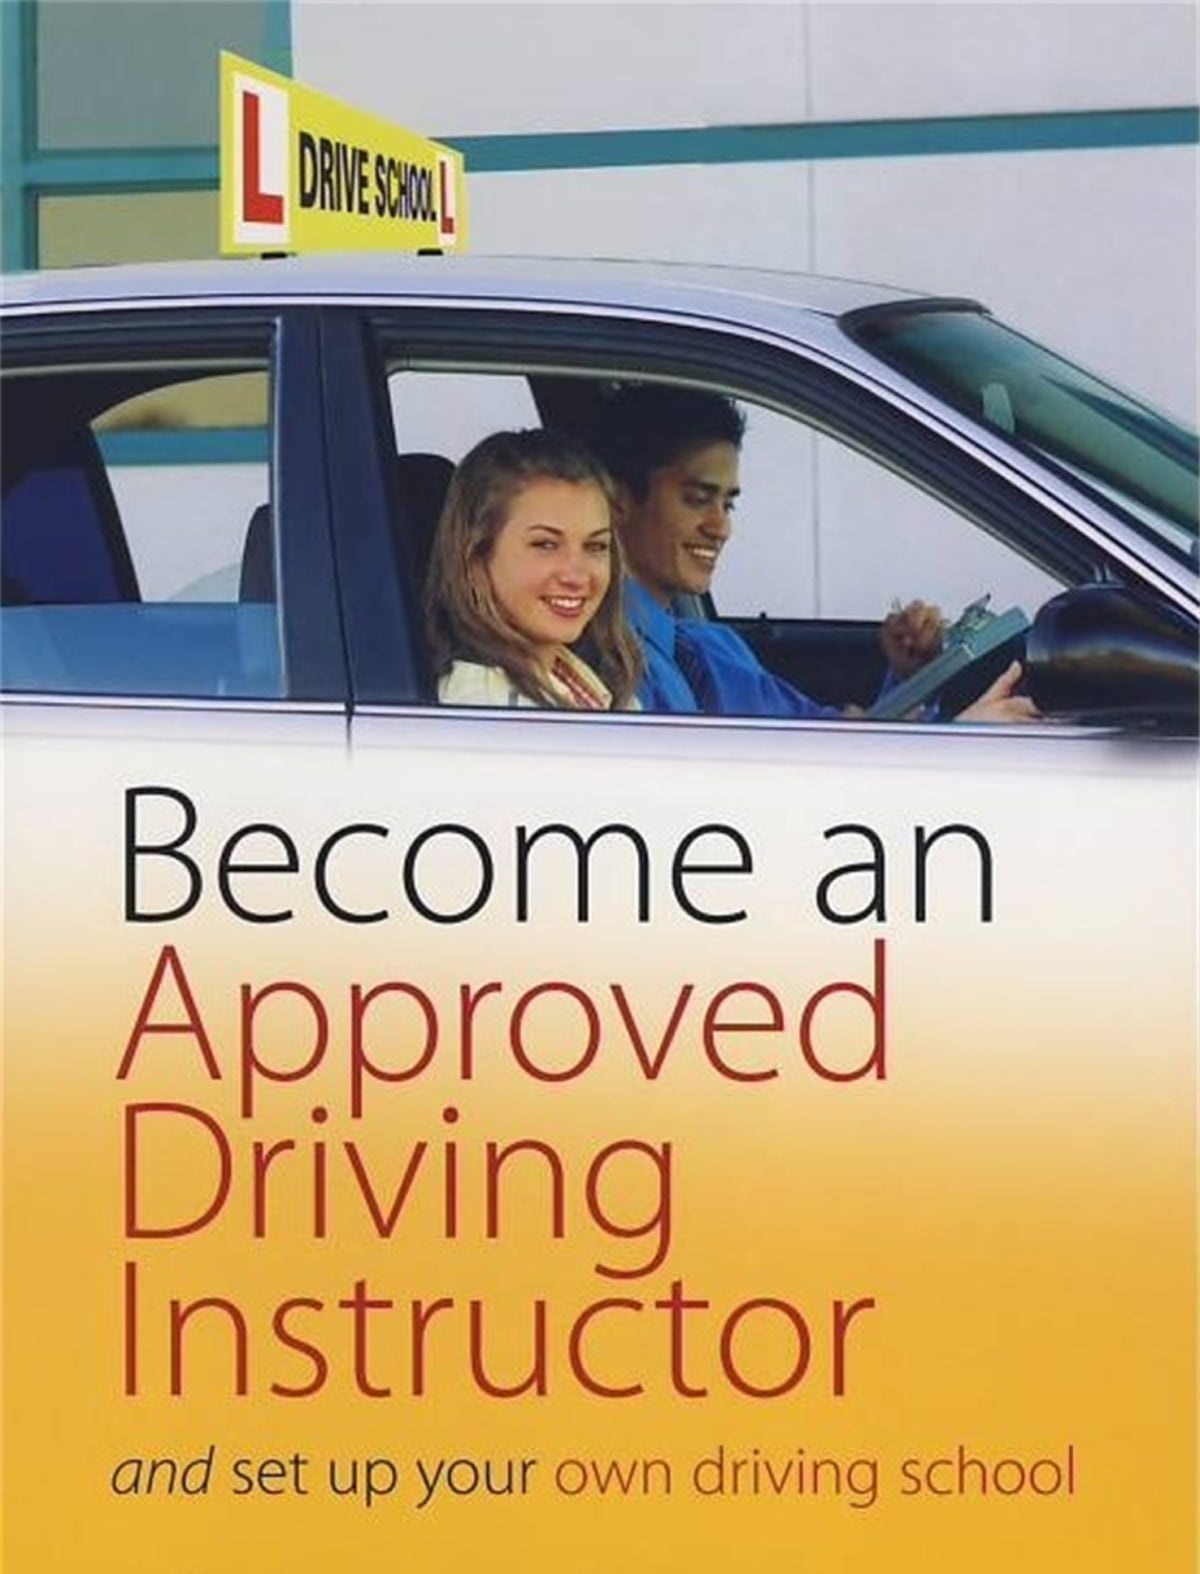 L DRIVE SCHOOL L
Become an
Approved
Driving
Instructor
and set up your own driving school